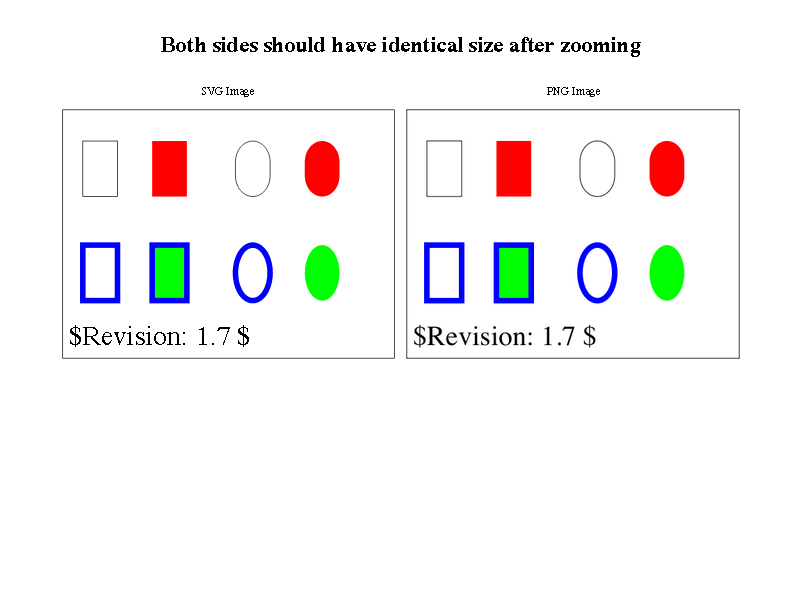 Both sides should have identical size after zooming
SVG Image
PNG Image
$Revision: 1.7 $
$Revision: 1.7 $